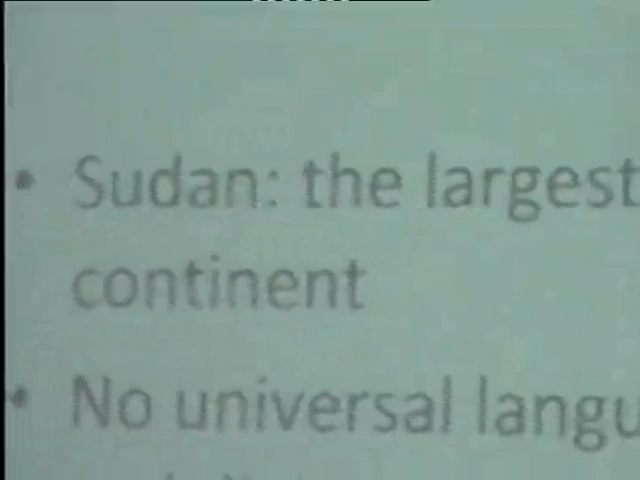 • Sudan: the largest
continent
• No universal langu